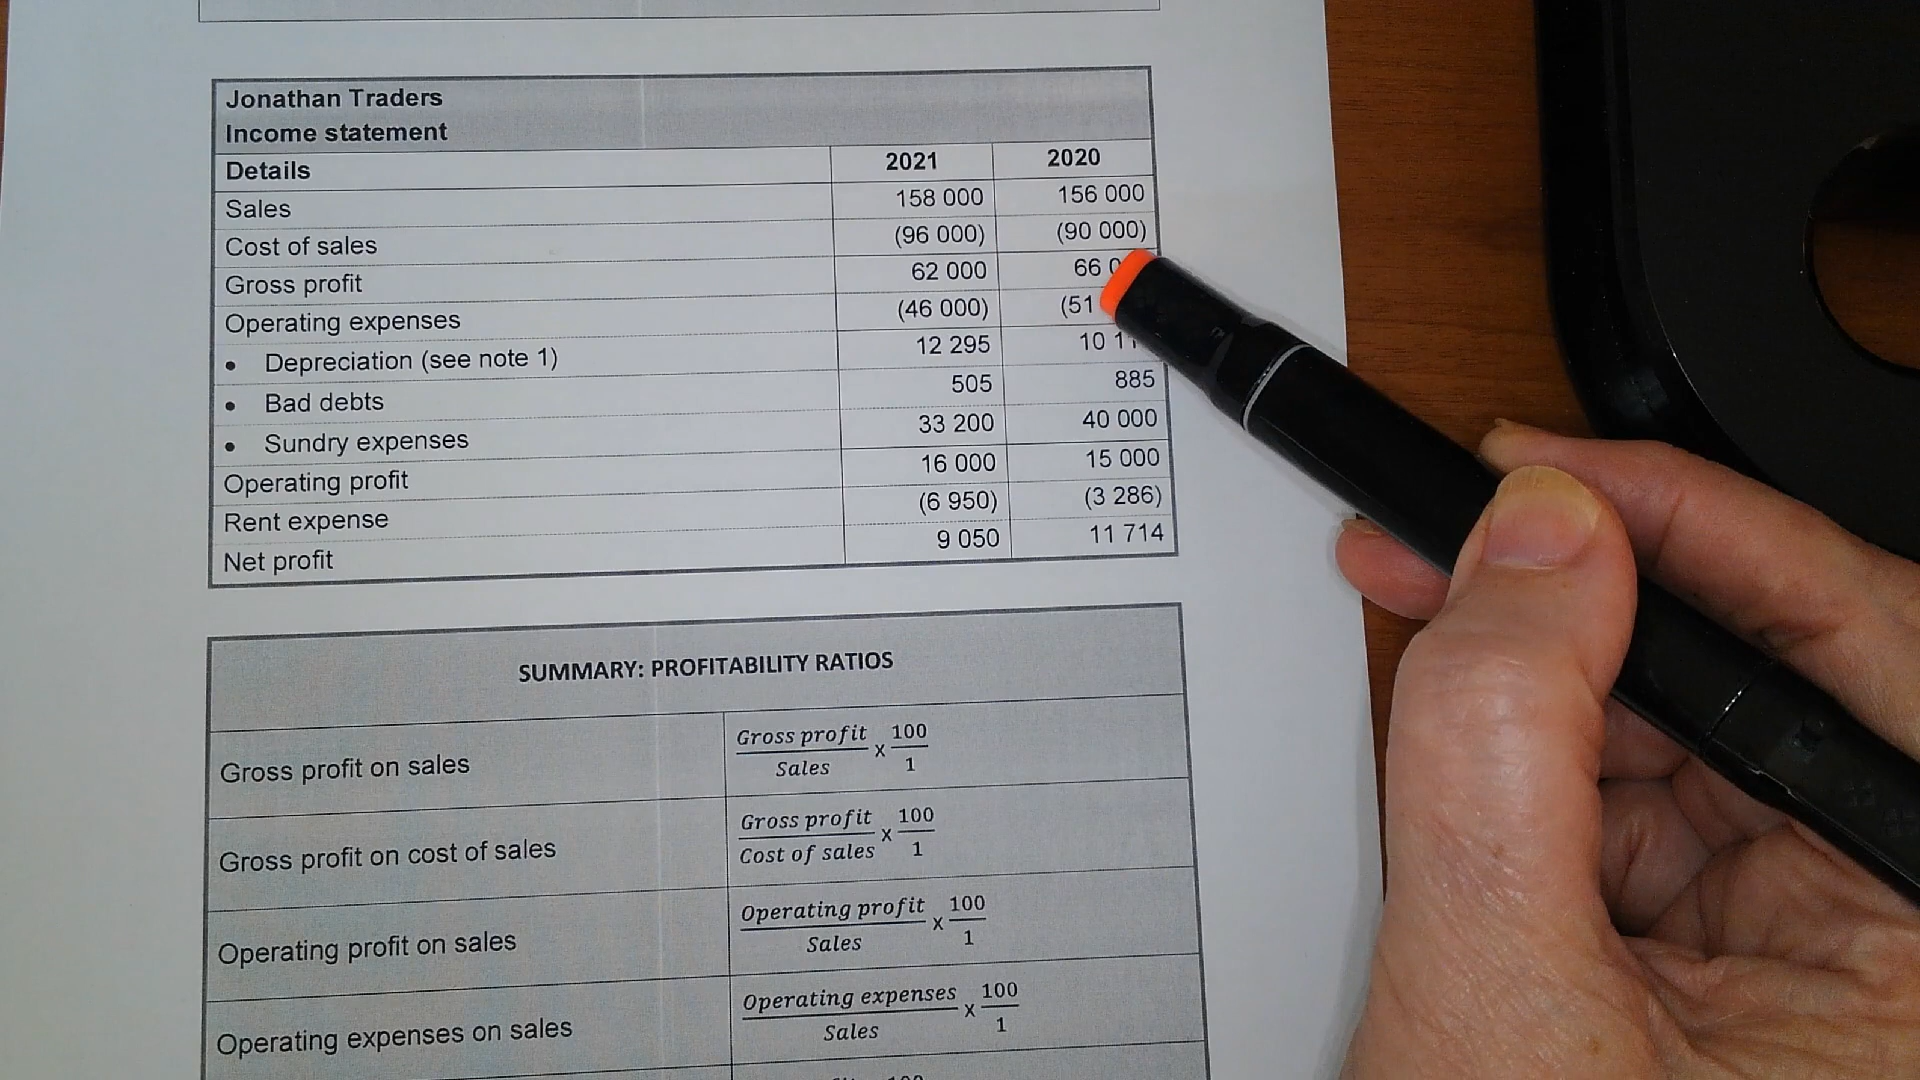 Jonathan Traders
Income statement
Details 2021 2020
Sales 158 000 156 000
Cost of sales (96 000) (90 000)
Gross profit 62 000 66
Operating expenses (46 000) (51
• Depreciation (see note 1) 12 295 10
• Bad debts 505 885
• Sundry expenses 33 200 40 000
Operating profit 16 000 15 000
Rent expense (6 950) (3 286)
Net profit 9 050 11 714
SUMMARY: PROFITABILITY RATIOS
Gross profit on sales Gross profit / Sales x 100 / 1
Gross profit on cost of sales Gross profit / Cost of sales x 100 / 1
Operating profit on sales Operating profit / Sales x 100 / 1
Operating expenses on sales Operating expenses / Sales x 100 / 1